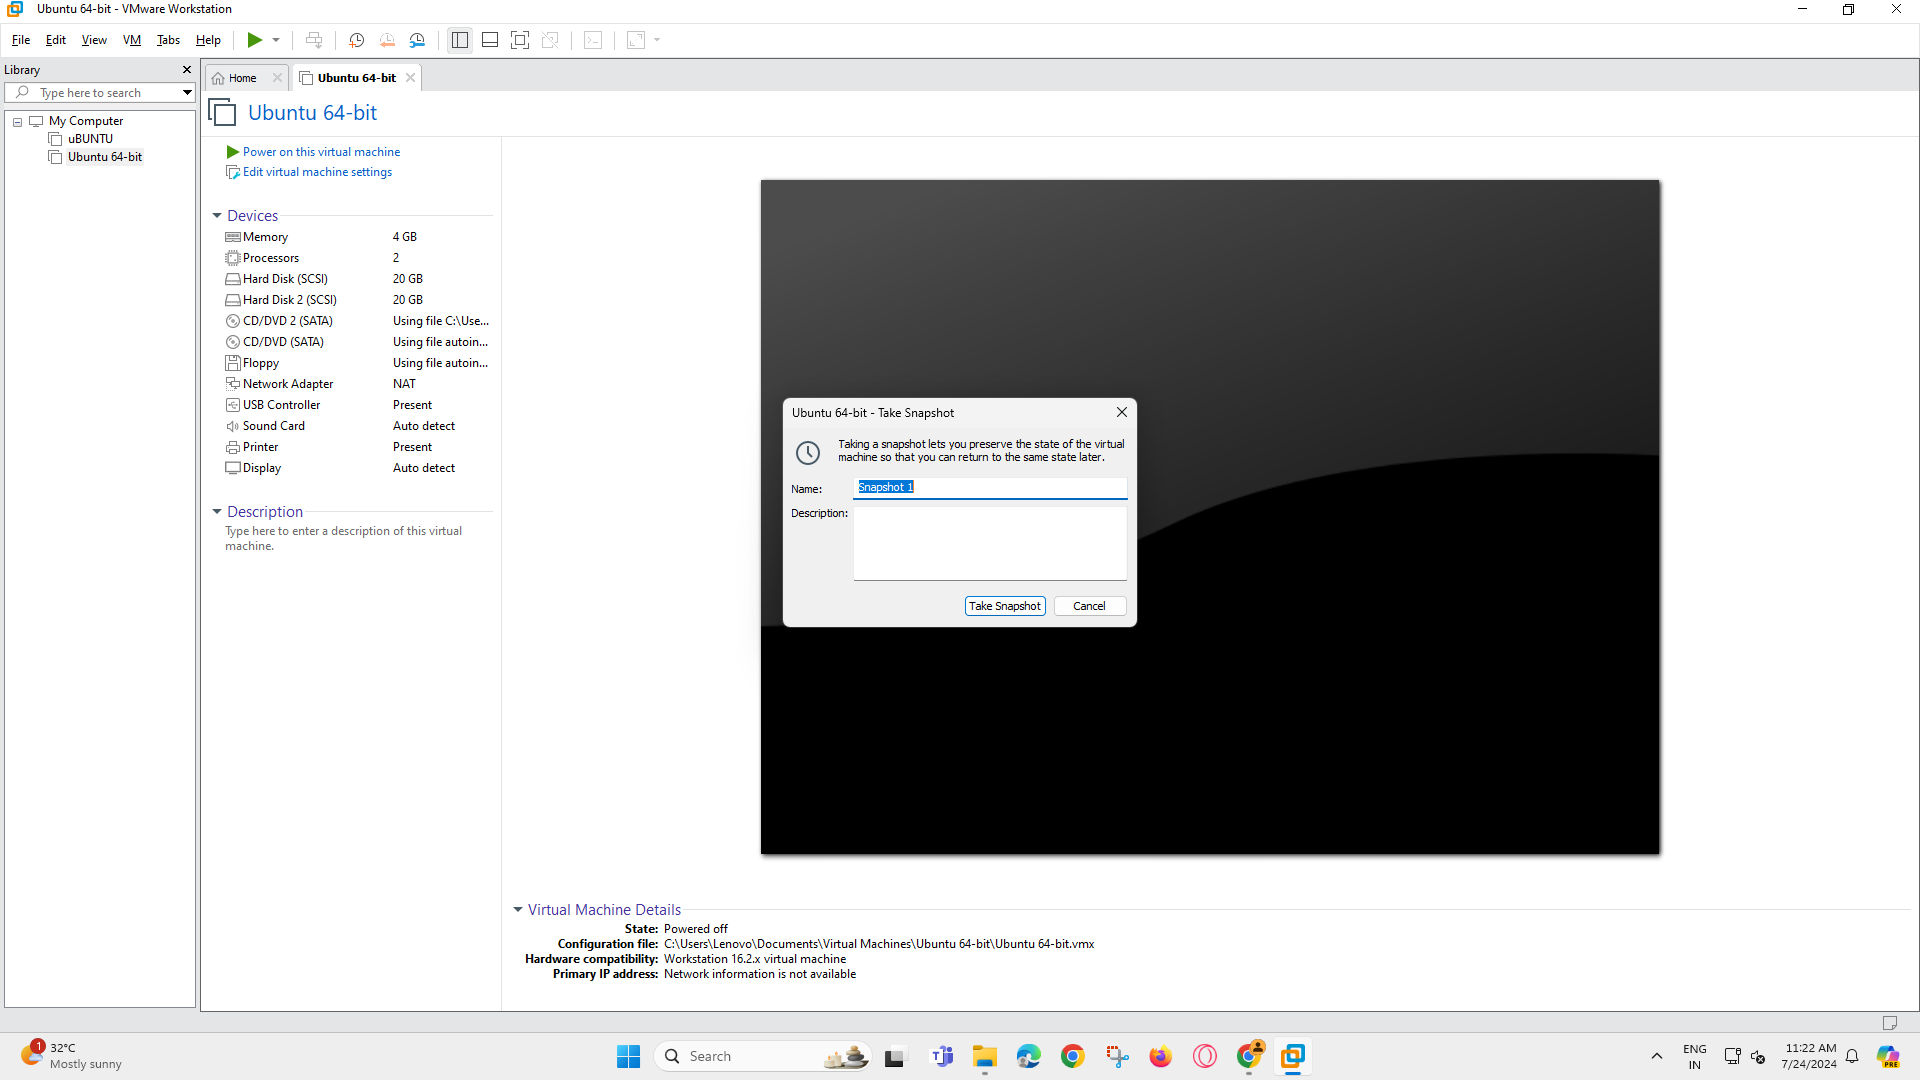 Ubuntu 64-bit - VMware Workstation
File Edit View VM Tabs Help
Library
Type here to search
My Computer
uBUNTU
Ubuntu 64-bit
Home
Ubuntu 64-bit
Ubuntu 64-bit
Power on this virtual machine
Edit virtual machine settings
Devices
Memory 4 GB
Processors 2
Hard Disk (SCSI) 20 GB
Hard Disk 2 (SCSI) 20 GB
CD/DVD 2 (SATA) Using file C:\Use...
CD/DVD (SATA) Using file autoin...
Floppy Using file autoin...
Network Adapter NAT
USB Controller Present
Sound Card Auto detect
Printer Present
Display Auto detect
Description
Type here to enter a description of this virtual
machine.
Ubuntu 64-bit - Take Snapshot
Taking a snapshot lets you preserve the state of the virtual
machine so that you can return to the same state later.
Name: Snapshot 1
Description:
Take Snapshot Cancel
Virtual Machine Details
State: Powered off
Configuration file: C:\Users\Lenovo\Documents\Virtual Machines\Ubuntu 64-bit\Ubuntu 64-bit.vmx
Hardware compatibility: Workstation 16.2.x virtual machine
Primary IP address: Network information is not available
1
32°C
Mostly sunny
Search
ENG
IN
11:22 AM
7/24/2024
PRE